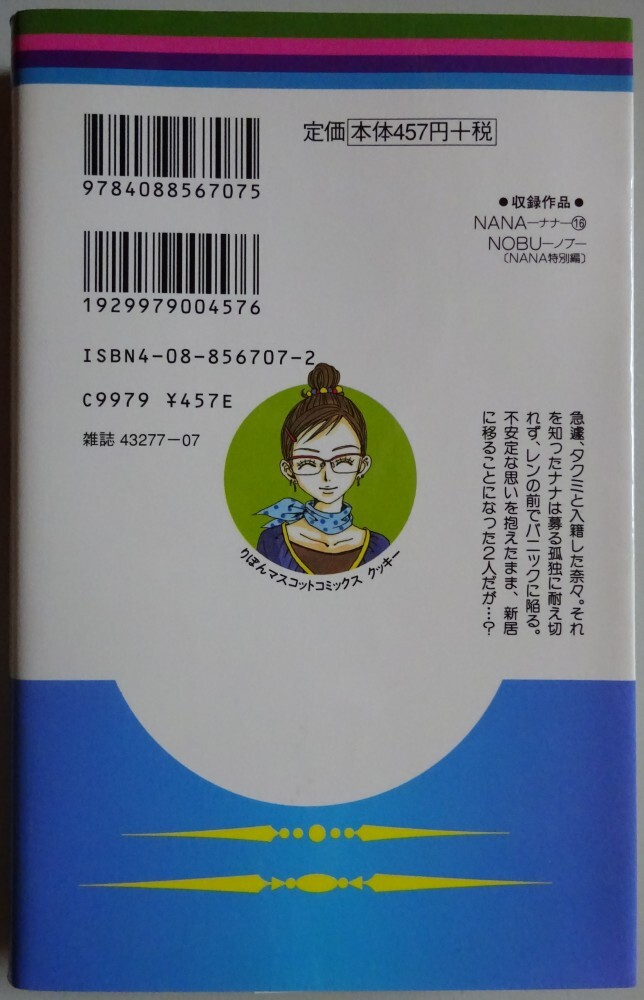 定価 本体457円+税
9784088567075
1929979004576
ISBN4-08-856707-2
C9979 ¥457E
雑誌 43277-07
●収録作品●
NANA—ナナ—⑯
NOBU—ノブ—
〔NANA特別編〕
急遽、タクミと入籍した奈々。それ
を知ったナナは募る孤独に耐え切
れず、レンの前でパニックに陥る。
不安定な思いを抱えたまま、新居
に移ることになった2人だが…?
りぼんマスコットコミックス クッキー